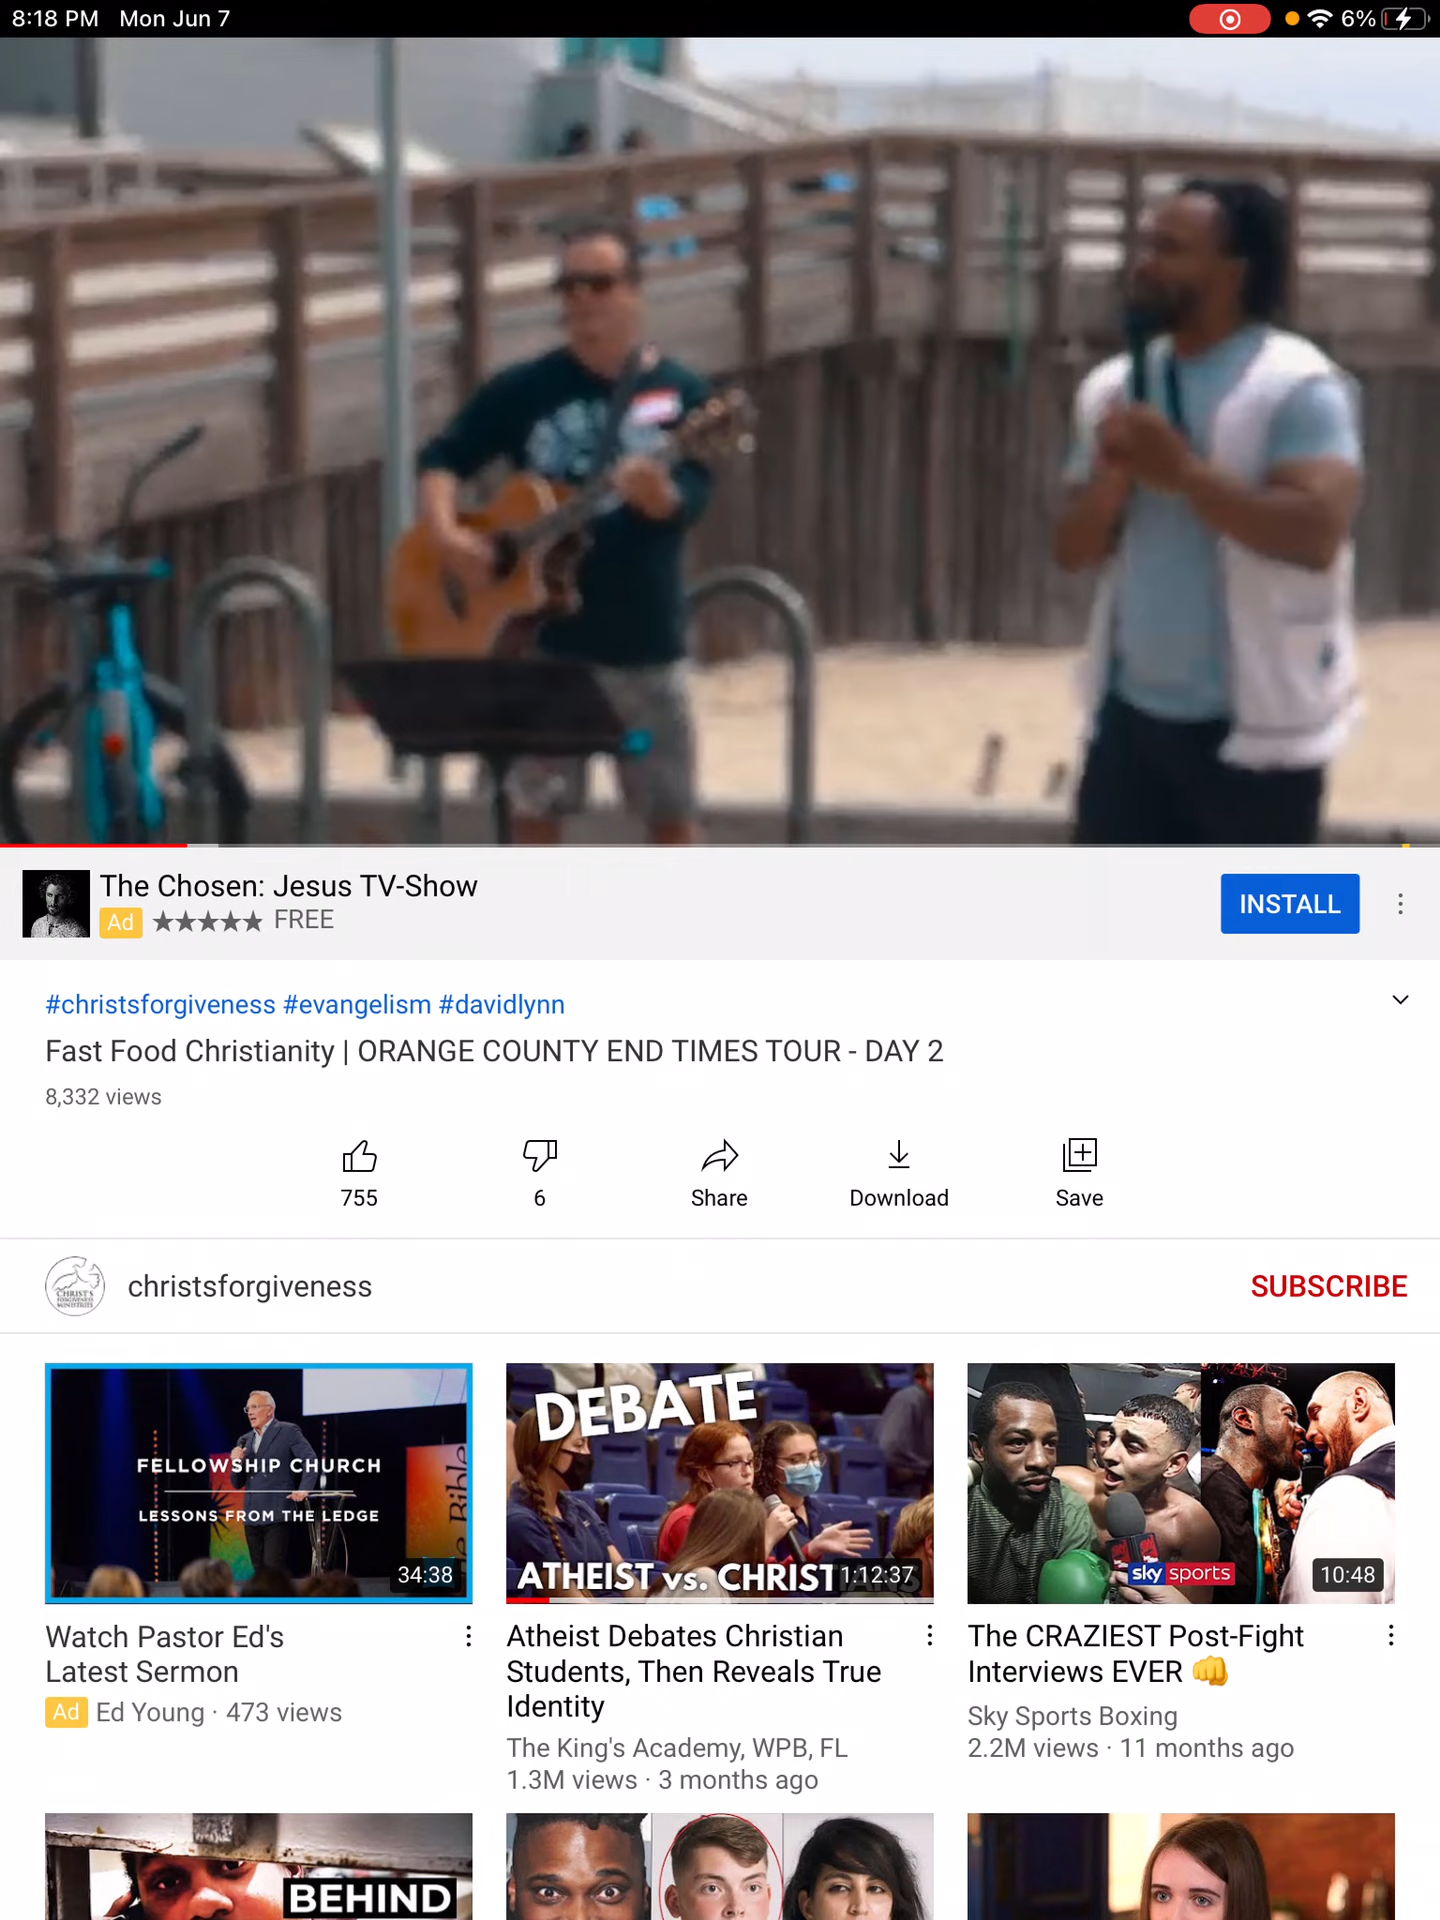 8:18 PM Mon Jun 7
6%
The Chosen: Jesus TV-Show
Ad ★★★★★ FREE
INSTALL
#christsforgiveness #evangelism #davidlynn
Fast Food Christianity | ORANGE COUNTY END TIMES TOUR - DAY 2
8,332 views
755
6
Share
Download
Save
CHRIST'S
FORGIVENESS
MINISTRIES
christsforgiveness
SUBSCRIBE
FELLOWSHIP CHURCH
LESSONS FROM THE LEDGE
Bible
34:38
Watch Pastor Ed's
Latest Sermon
Ad Ed Young · 473 views
DEBATE
ATHEIST vs. CHRISTIANS
1:12:37
Atheist Debates Christian
Students, Then Reveals True
Identity
The King's Academy, WPB, FL
1.3M views · 3 months ago
sky sports
10:48
The CRAZIEST Post-Fight
Interviews EVER 👊
Sky Sports Boxing
2.2M views · 11 months ago
BEHIND